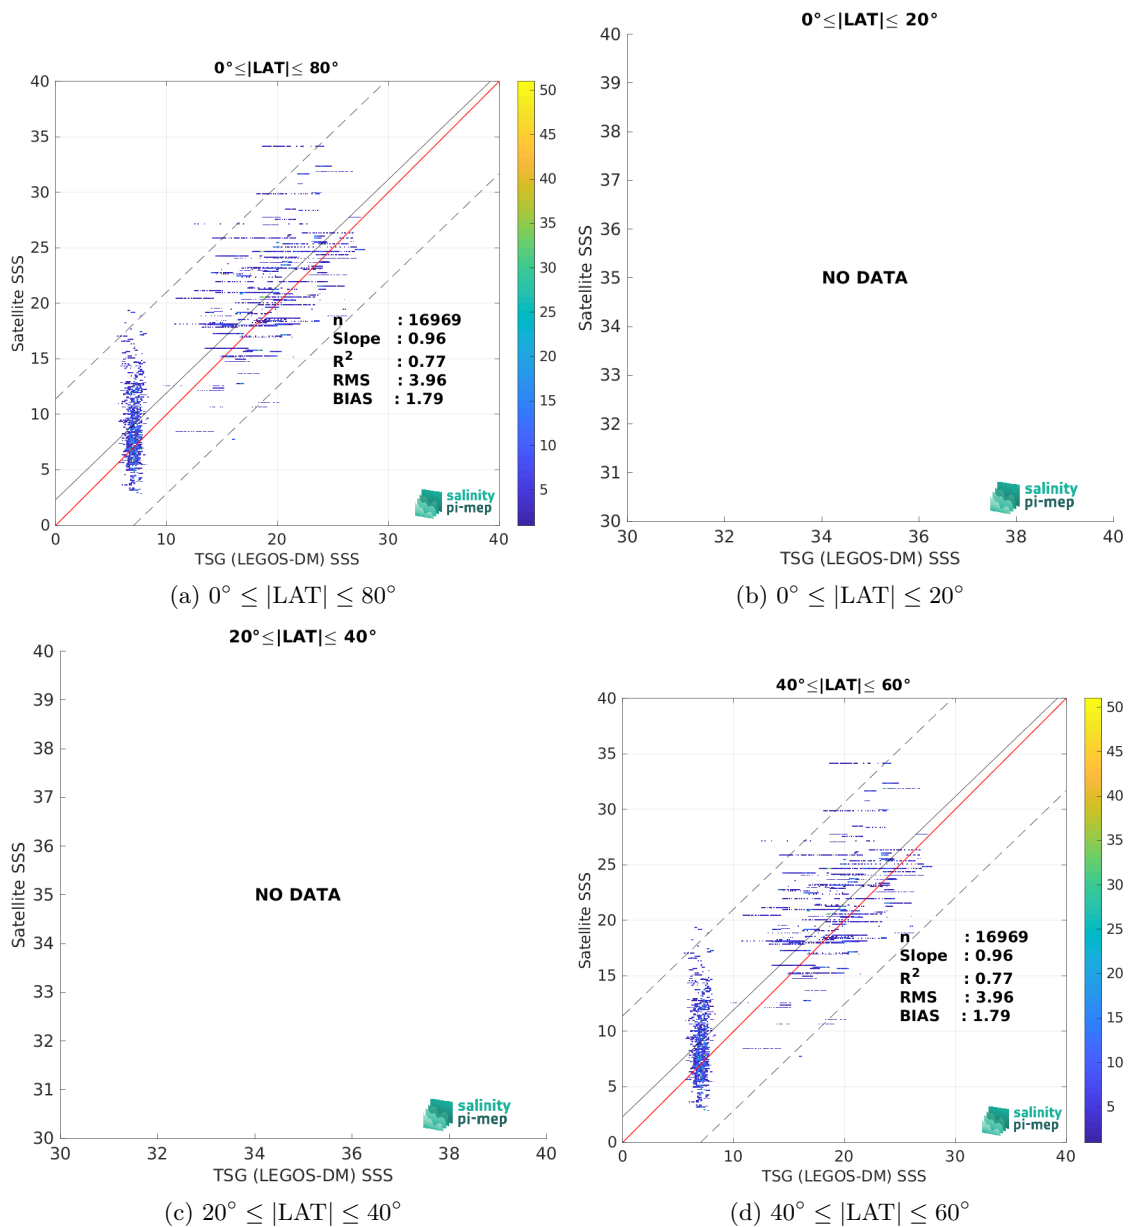 0°≤|LAT|≤ 80°
40
35
30
25
20
15
10
5
0
Satellite SSS
0
10
20
30
40
TSG (LEGOS-DM) SSS
50
45
40
35
30
25
20
15
10
5
n : 16969
Slope : 0.96
R² : 0.77
RMS : 3.96
BIAS : 1.79
salinity
pi-mep
(a) 0° ≤ |LAT| ≤ 80°
0°≤|LAT|≤ 20°
40
39
38
37
36
35
34
33
32
31
30
Satellite SSS
NO DATA
salinity
pi-mep
30
32
34
36
38
40
TSG (LEGOS-DM) SSS
(b) 0° ≤ |LAT| ≤ 20°
20°≤|LAT|≤ 40°
40
39
38
37
36
35
34
33
32
31
30
Satellite SSS
NO DATA
salinity
pi-mep
30
32
34
36
38
40
TSG (LEGOS-DM) SSS
(c) 20° ≤ |LAT| ≤ 40°
40°≤|LAT|≤ 60°
40
35
30
25
20
15
10
5
0
Satellite SSS
0
10
20
30
40
TSG (LEGOS-DM) SSS
50
45
40
35
30
25
20
15
10
5
n : 16969
Slope : 0.96
R² : 0.77
RMS : 3.96
BIAS : 1.79
salinity
pi-mep
(d) 40° ≤ |LAT| ≤ 60°